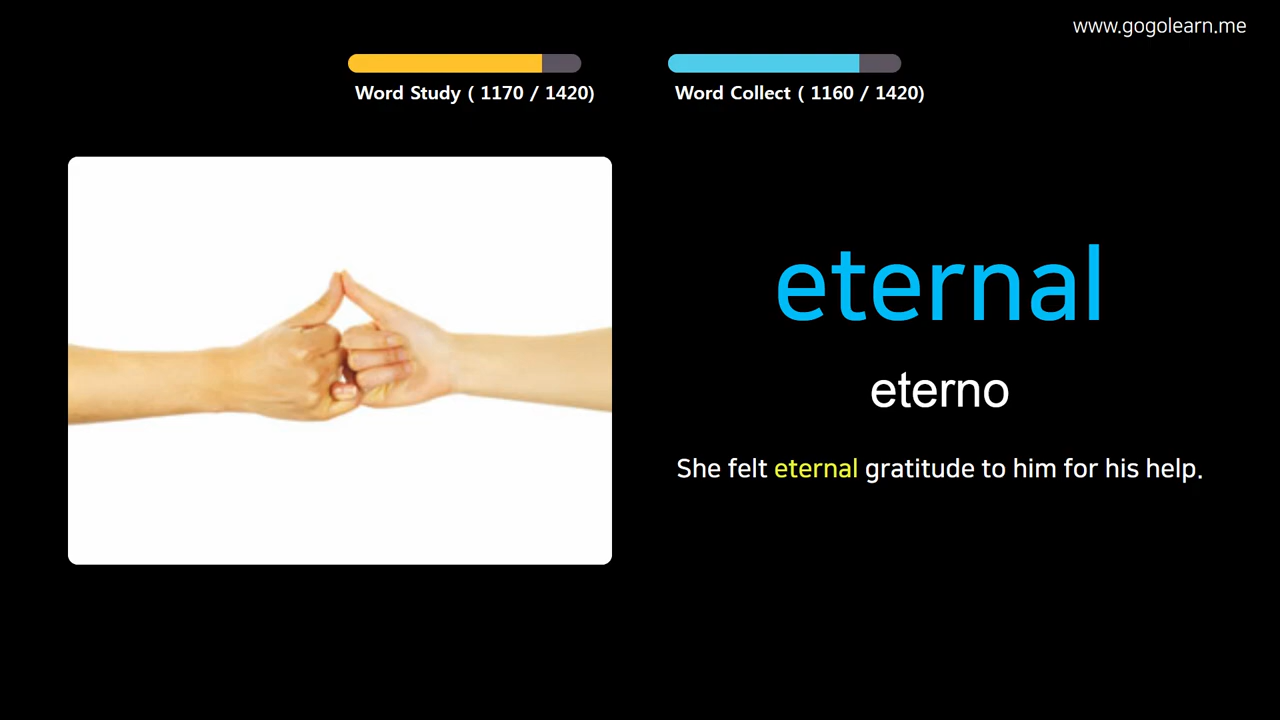 www.gogolearn.me
Word Study ( 1170 / 1420)
Word Collect ( 1160 / 1420)
eternal
eterno
She felt eternal gratitude to him for his help.